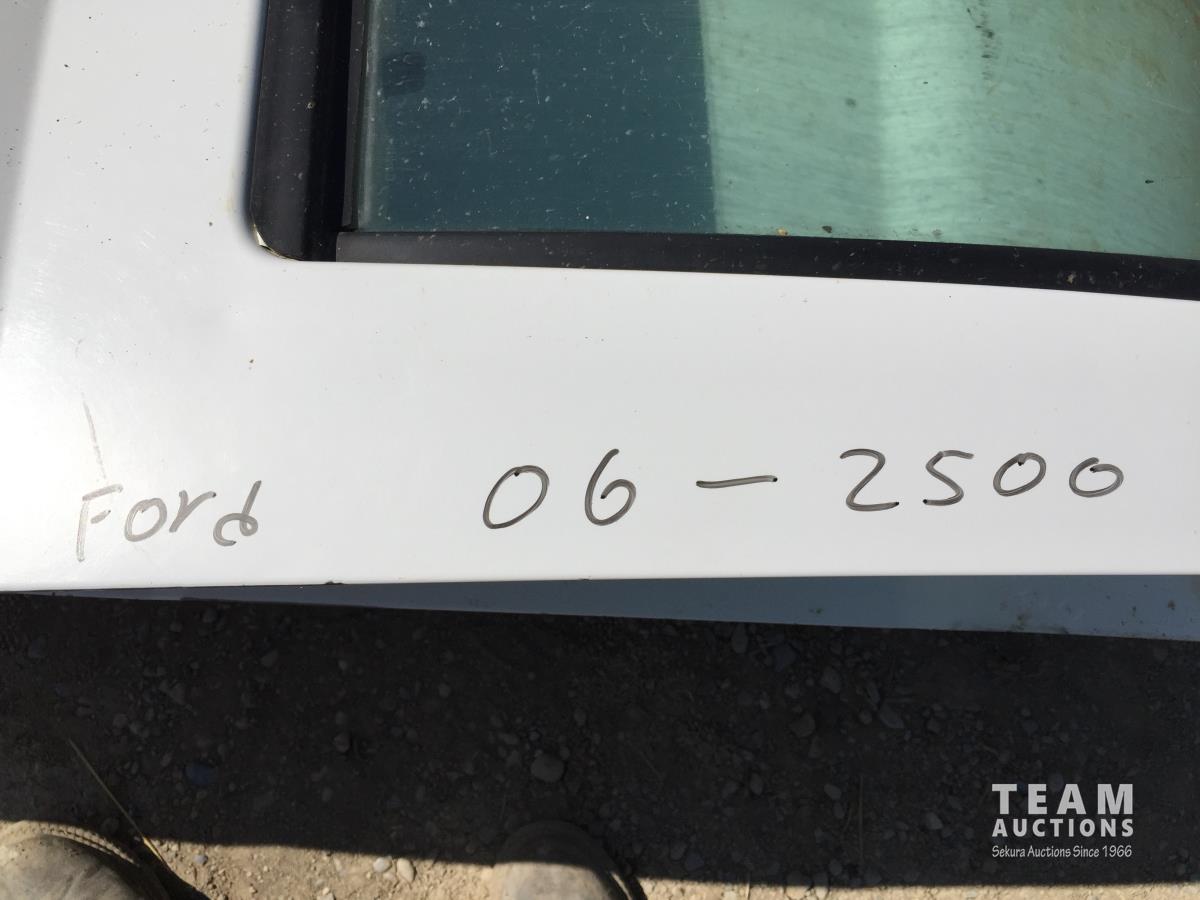 Ford 06 - 2500
TEAM
AUCTIONS
Sekura Auctions Since 1966